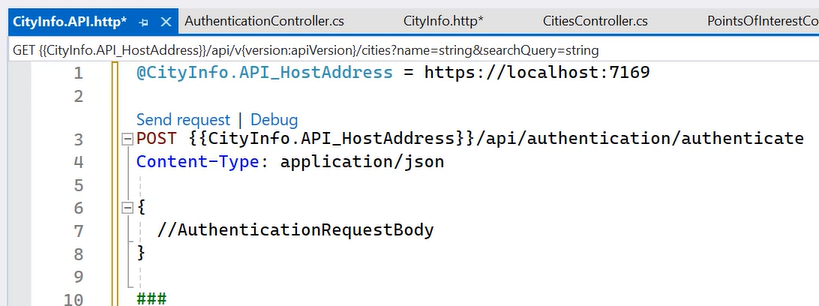 CityInfo.API.http* AuthenticationController.cs CityInfo.http* CitiesController.cs PointsOfInterestCo
GET {{CityInfo.API_HostAddress}}/api/v{version:apiVersion}/cities?name=string&searchQuery=string
1 @CityInfo.API_HostAddress = https://localhost:7169
2
Send request | Debug
3 POST {{CityInfo.API_HostAddress}}/api/authentication/authenticate
4 Content-Type: application/json
5
6 {
7 //AuthenticationRequestBody
8 }
9
10 ###